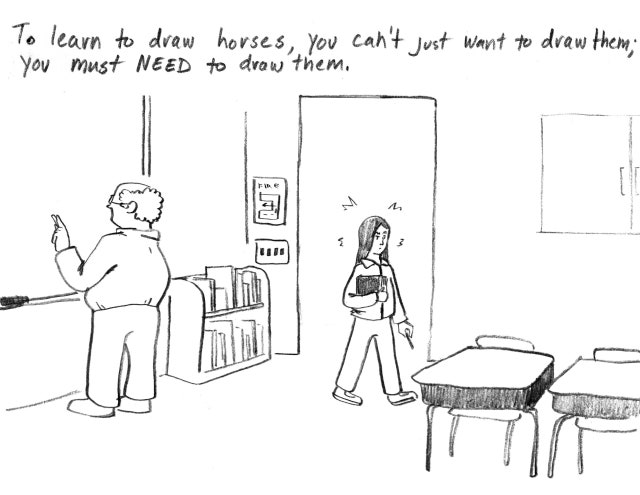 To learn to draw horses, you can't just want to draw them;
you must NEED to draw them.
FIRE